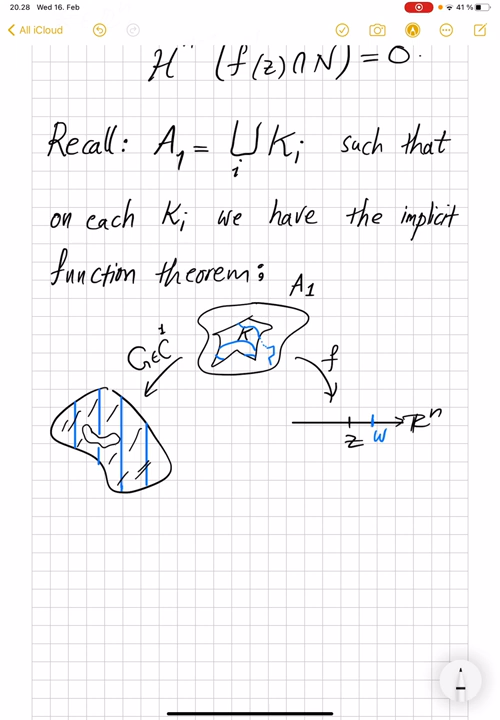 20.28 Wed 16. Feb 41 %
All iCloud
(f(z)∩N) = 0.
Recall: A₁ = ⊔ᵢ Kᵢ such that
on each Kᵢ we have the implicit
function theorem:
A₁
K
G∈C¹
f
ℝⁿ
z w